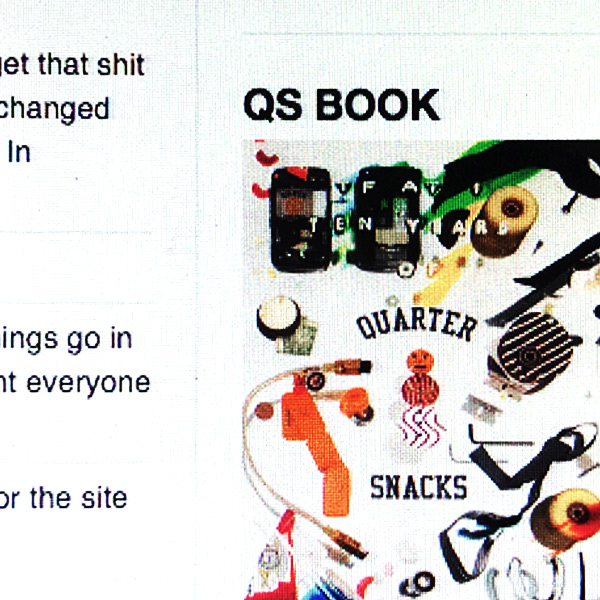 get that shit
changed
In
ings go in
nt everyone
or the site
QS BOOK
TEN YEARS
OF
QUARTER
SNACKS